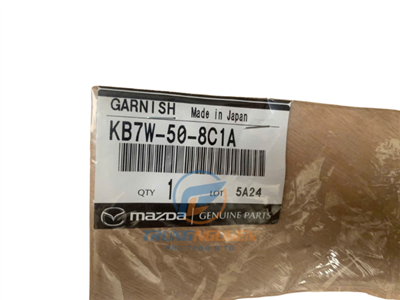 GARNISH Made in Japan
KB7W-50-8C1A
QTY 1 LOT 5A24
mazda GENUINE PARTS